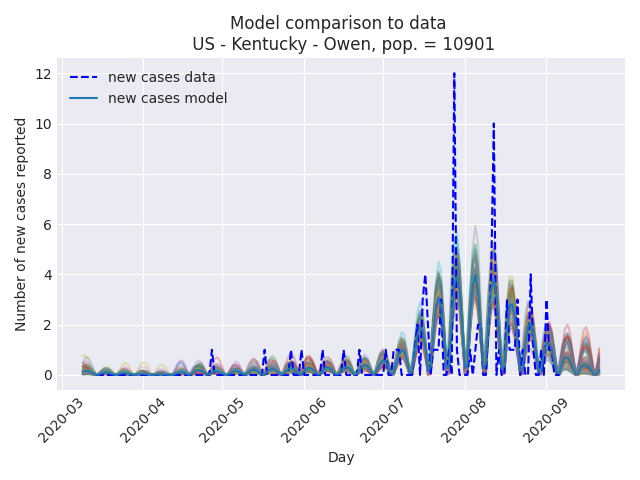 Model comparison to data
US - Kentucky - Owen, pop. = 10901
new cases data
new cases model
Number of new cases reported
12
10
8
6
4
2
0
2020-03
2020-04
2020-05
2020-06
2020-07
2020-08
2020-09
Day